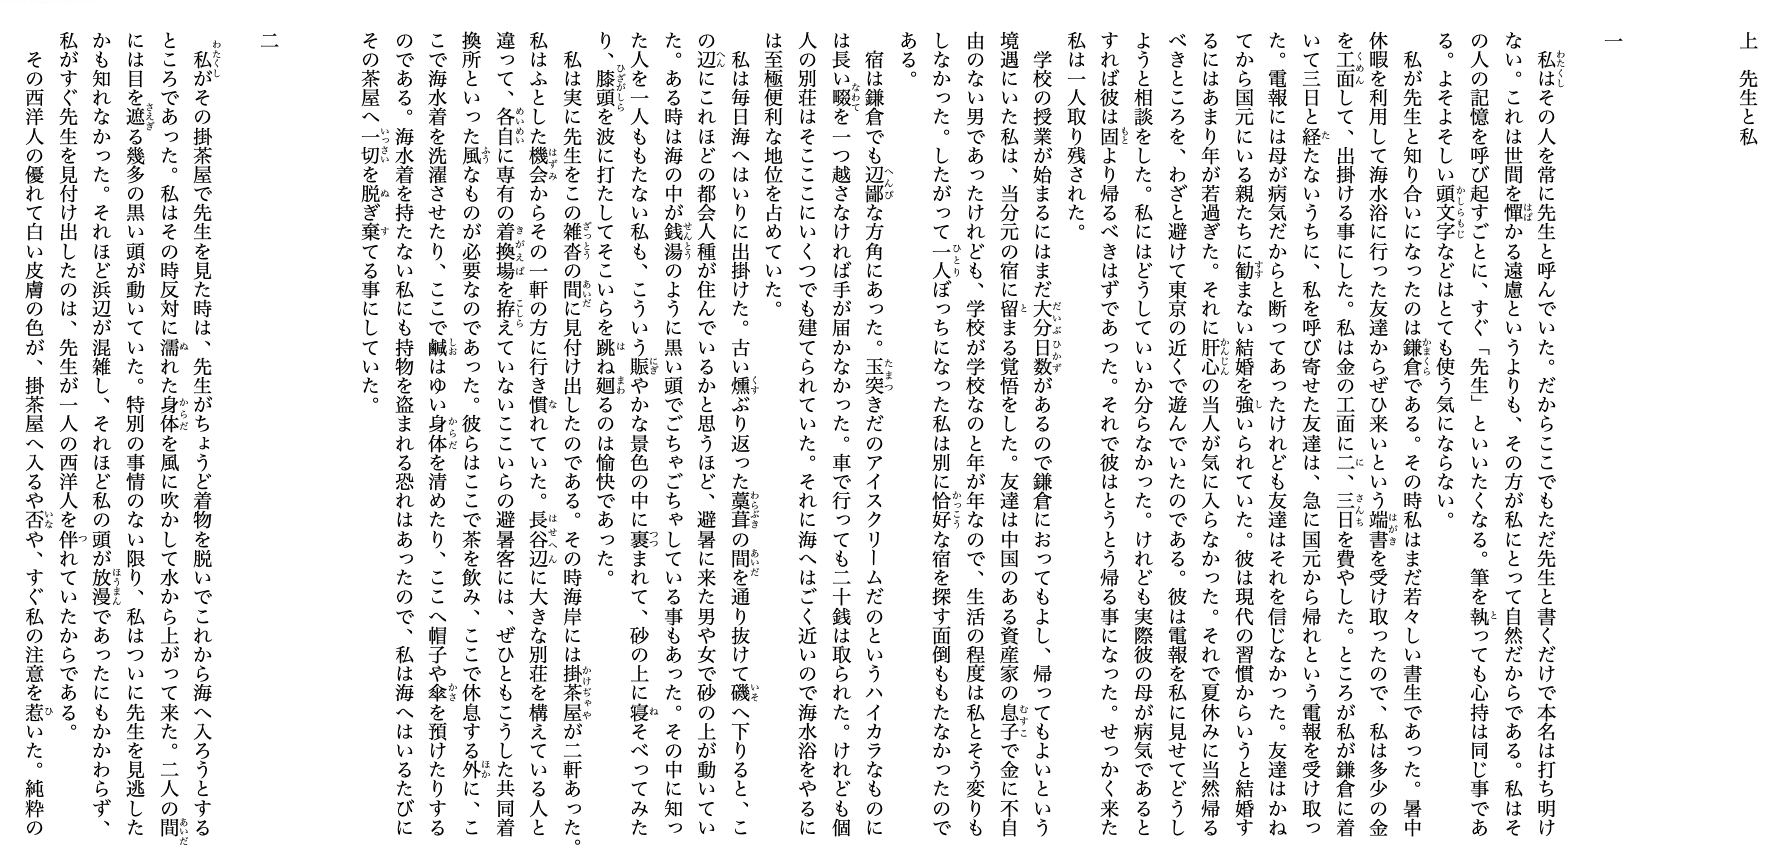 上　先生と私
一
　私はその人を常に先生と呼んでいた。だからここでもただ先生と書くだけで本名は打ち明け
ない。これは世間を憚かる遠慮というよりも、その方が私にとって自然だからである。私はそ
の人の記憶を呼び起すごとに、すぐ「先生」といいたくなる。筆を執っても心持は同じ事であ
る。よそよそしい頭文字などはとても使う気にならない。
　私が先生と知り合いになったのは鎌倉である。その時私はまだ若々しい書生であった。暑中
休暇を利用して海水浴に行った友達からぜひ来いという端書を受け取ったので、私は多少の金
を工面して、出掛ける事にした。私は金の工面に二、三日を費やした。ところが私が鎌倉に着
いて三日と経たないうちに、私を呼び寄せた友達は、急に国元から帰れという電報を受け取っ
た。電報には母が病気だからと断ってあったけれども友達はそれを信じなかった。友達はかね
てから国元にいる親たちに勧まない結婚を強いられていた。彼は現代の習慣からいうと結婚す
るにはあまり年が若過ぎた。それに肝心の当人が気に入らなかった。それで夏休みに当然帰る
べきところを、わざと避けて東京の近くで遊んでいたのである。彼は電報を私に見せてどうし
ようと相談をした。私にはどうしていいか分らなかった。けれども実際彼の母が病気であると
すれば彼は固より帰るべきはずであった。それで彼はとうとう帰る事になった。せっかく来た
私は一人取り残された。
　学校の授業が始まるにはまだ大分日数があるので鎌倉におってもよし、帰ってもよいという
境遇にいた私は、当分元の宿に留まる覚悟をした。友達は中国のある資産家の息子で金に不自
由のない男であったけれども、学校が学校なのと年が年なので、生活の程度は私とそう変りも
しなかった。したがって一人ぼっちになった私は別に恰好な宿を探す面倒ももたなかったので
ある。
　宿は鎌倉でも辺鄙な方角にあった。玉突きだのアイスクリームだのというハイカラなものに
は長い畷を一つ越さなければ手が届かなかった。車で行っても二十銭は取られた。けれども個
人の別荘はそこここにいくつでも建てられていた。それに海へはごく近いので海水浴をやるに
は至極便利な地位を占めていた。
　私は毎日海へはいりに出掛けた。古い燻ぶり返った藁葺の間を通り抜けて磯へ下りると、こ
の辺にこれほどの都会人種が住んでいるかと思うほど、避暑に来た男や女で砂の上が動いてい
た。ある時は海の中が銭湯のように黒い頭でごちゃごちゃしている事もあった。その中に知っ
た人を一人ももたない私も、こういう賑やかな景色の中に裹まれて、砂の上に寝そべってみた
り、膝頭を波に打たしてそこいらを跳ね廻るのは愉快であった。
　私は実に先生をこの雑沓の間に見付け出したのである。その時海岸には掛茶屋が二軒あった。
私はふとした機会からその一軒の方に行き慣れていた。長谷辺に大きな別荘を構えている人と
違って、各自に専有の着換場を拵えていないここいらの避暑客には、ぜひともこうした共同着
換所といった風なものが必要なのであった。彼らはここで茶を飲み、ここで休息する外に、こ
こで海水着を洗濯させたり、ここで鹹はゆい身体を清めたり、ここへ帽子や傘を預けたりする
のである。海水着を持たない私にも持物を盗まれる恐れはあったので、私は海へはいるたびに
その茶屋へ一切を脱ぎ棄てる事にしていた。
二
　私がその掛茶屋で先生を見た時は、先生がちょうど着物を脱いでこれから海へ入ろうとする
ところであった。私はその時反対に濡れた身体を風に吹かして水から上がって来た。二人の間
には目を遮る幾多の黒い頭が動いていた。特別の事情のない限り、私はついに先生を見逃した
かも知れなかった。それほど浜辺が混雑し、それほど私の頭が放漫であったにもかかわらず、
私がすぐ先生を見付け出したのは、先生が一人の西洋人を伴れていたからである。
　その西洋人の優れて白い皮膚の色が、掛茶屋へ入るや否や、すぐ私の注意を惹いた。純粋の